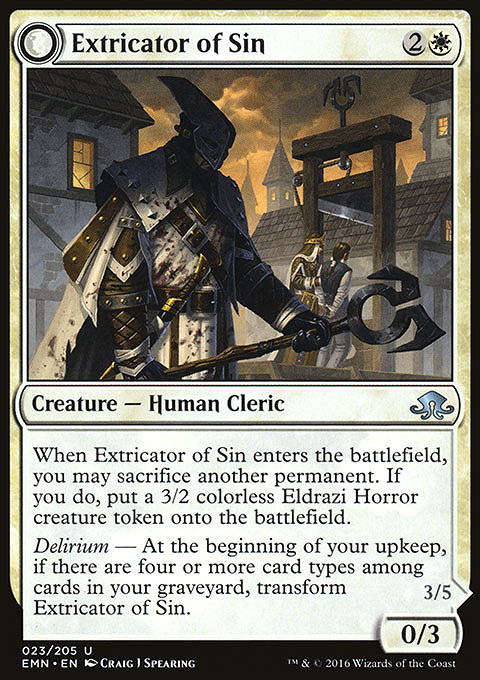 Extricator of Sin 2
Creature — Human Cleric
When Extricator of Sin enters the battlefield,
you may sacrifice another permanent. If
you do, put a 3/2 colorless Eldrazi Horror
creature token onto the battlefield.
Delirium — At the beginning of your upkeep,
if there are four or more card types among
cards in your graveyard, transform
Extricator of Sin.
3/5
0/3
023/205 U
EMN • EN Craig J Spearing
™ & © 2016 Wizards of the Coast